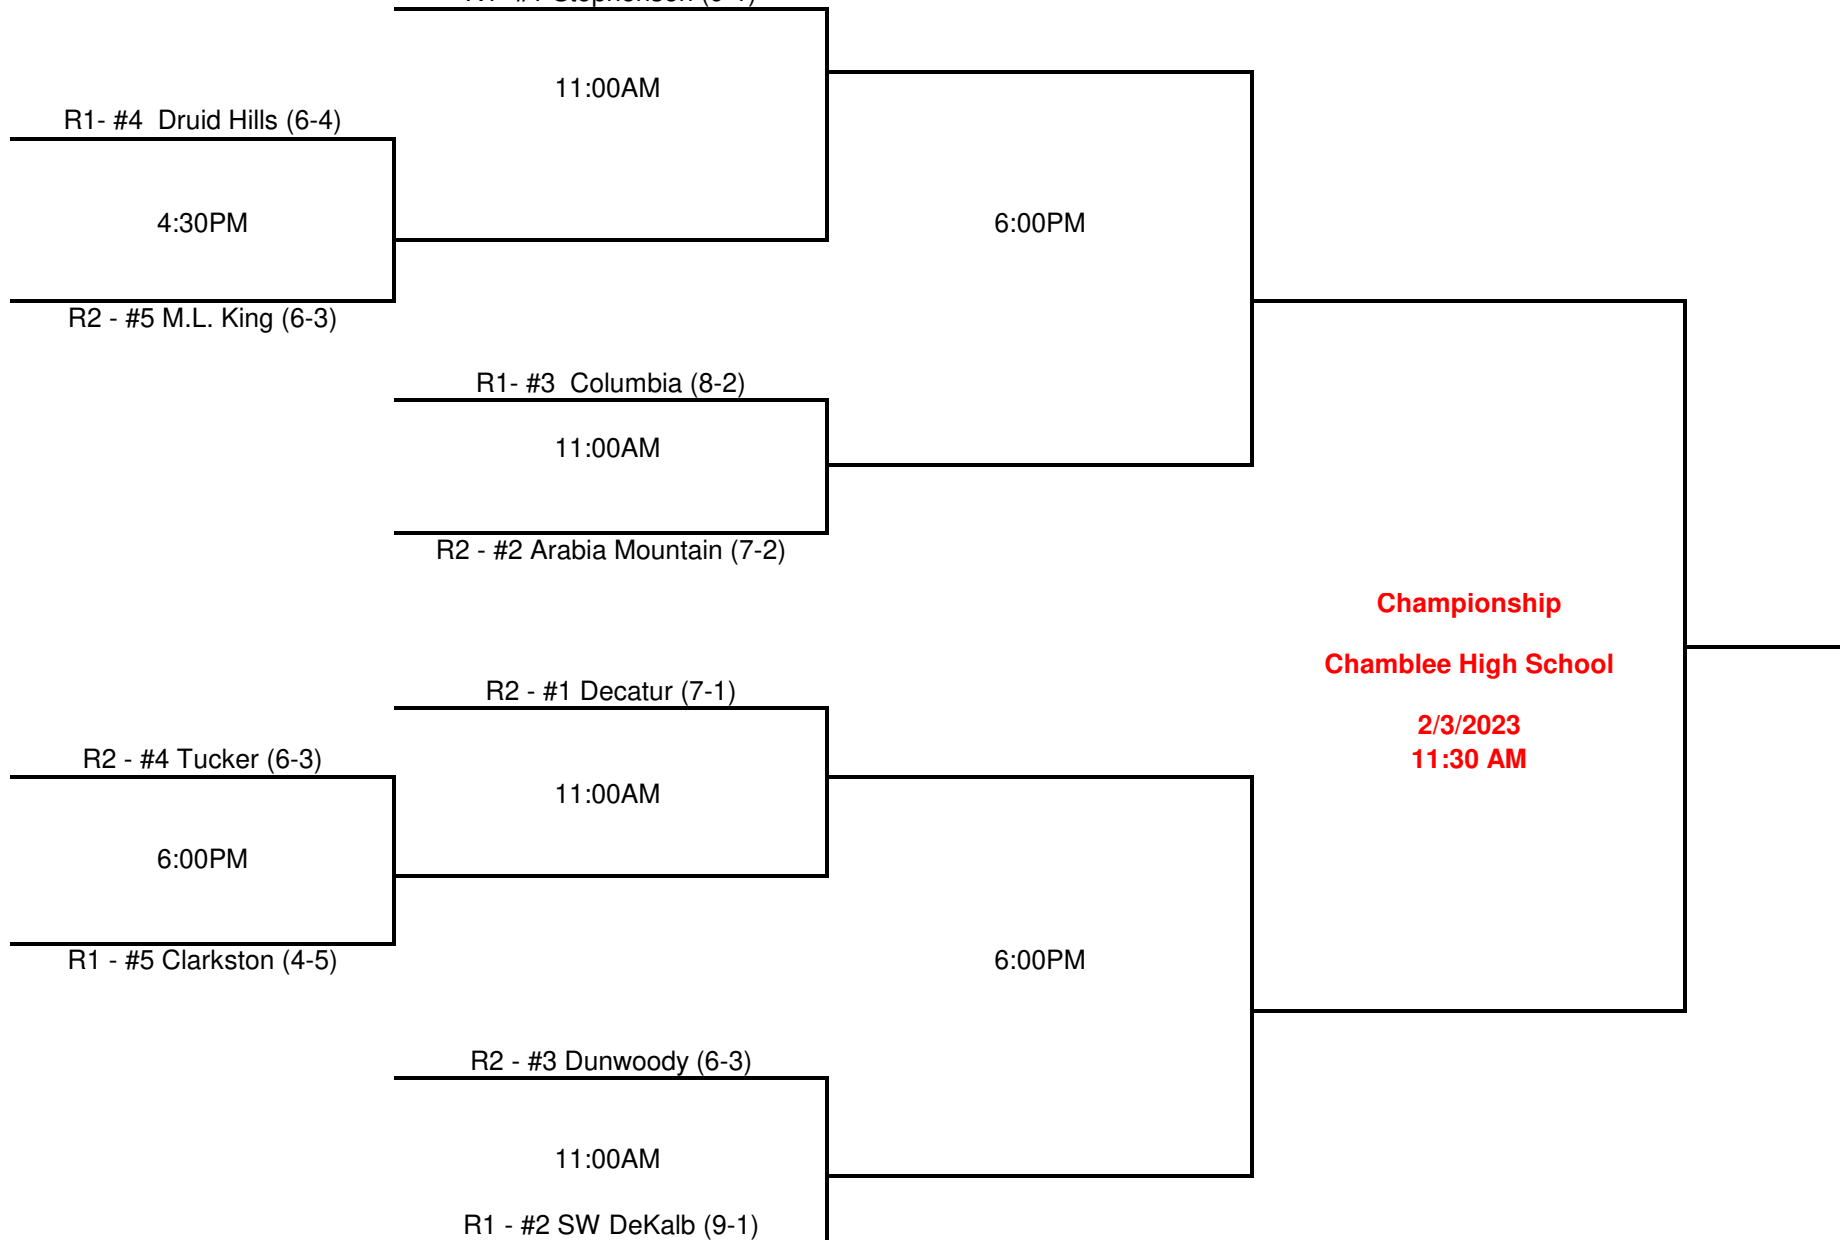 11:00AM
R1- #4  Druid Hills (6-4)
4:30PM
6:00PM
R2 - #5 M.L. King (6-3)
R1- #3  Columbia (8-2)
11:00AM
R2 - #2 Arabia Mountain (7-2)
Championship
Chamblee High School
2/3/2023
11:30 AM
R2 - #1 Decatur (7-1)
R2 - #4 Tucker (6-3)
11:00AM
6:00PM
R1 - #5 Clarkston (4-5)
6:00PM
R2 - #3 Dunwoody (6-3)
11:00AM
R1 - #2 SW DeKalb (9-1)